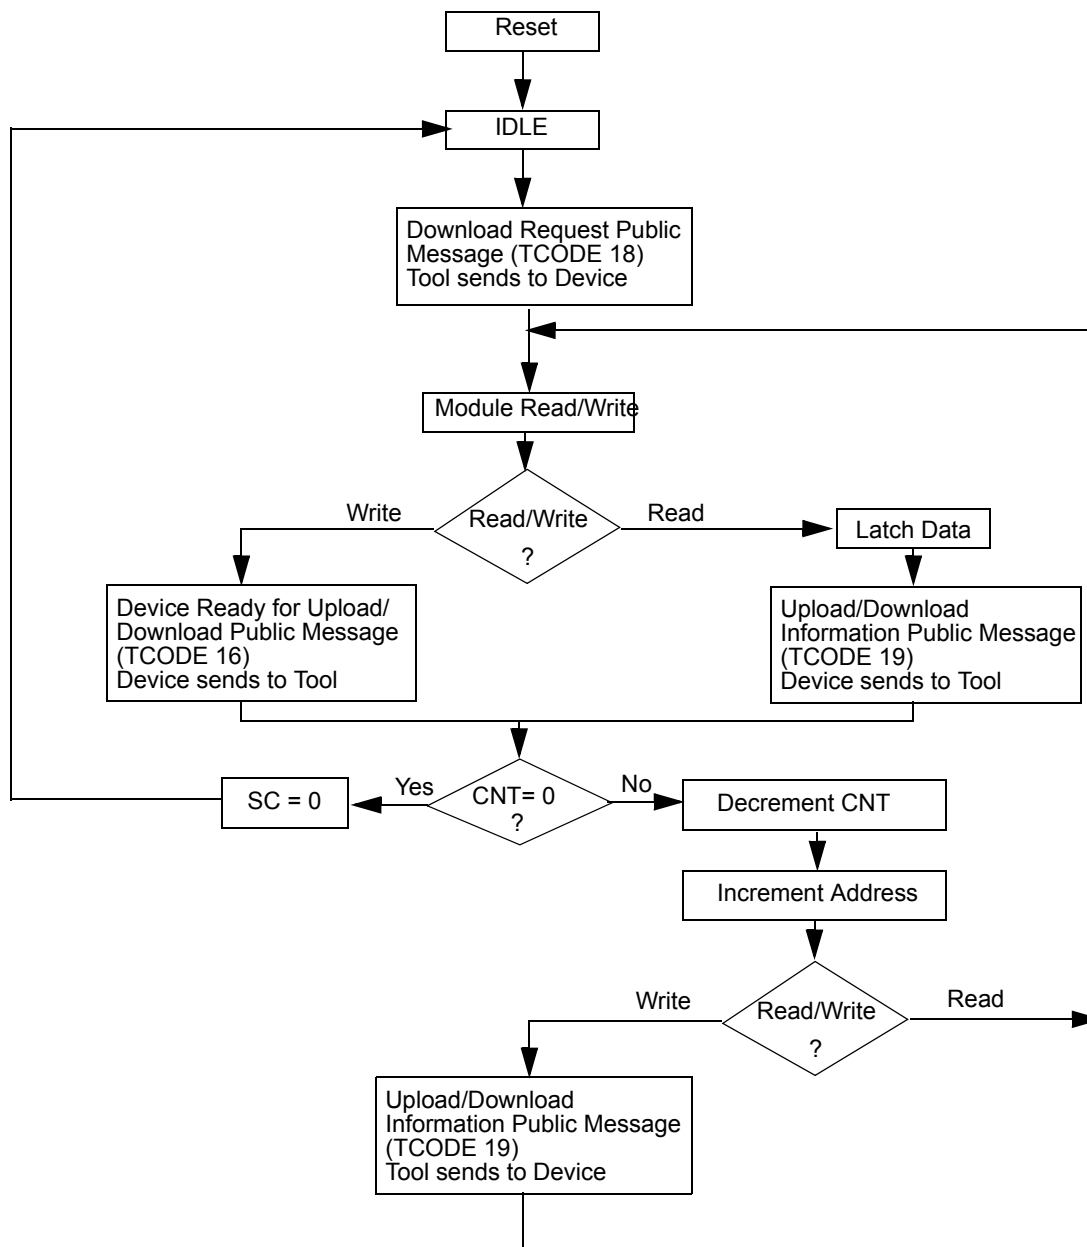 Reset
IDLE
Download Request Public
Message (TCODE 18)
Tool sends to Device
Module Read/Write
Write
Read/Write
?
Read
Latch Data
Device Ready for Upload/
Download Public Message
(TCODE 16)
Device sends to Tool
Upload/Download
Information Public Message
(TCODE 19)
Device sends to Tool
SC = 0
Yes
CNT= 0
?
No
Decrement CNT
Increment Address
Write
Read/Write
?
Read
Upload/Download
Information Public Message
(TCODE 19)
Tool sends to Device